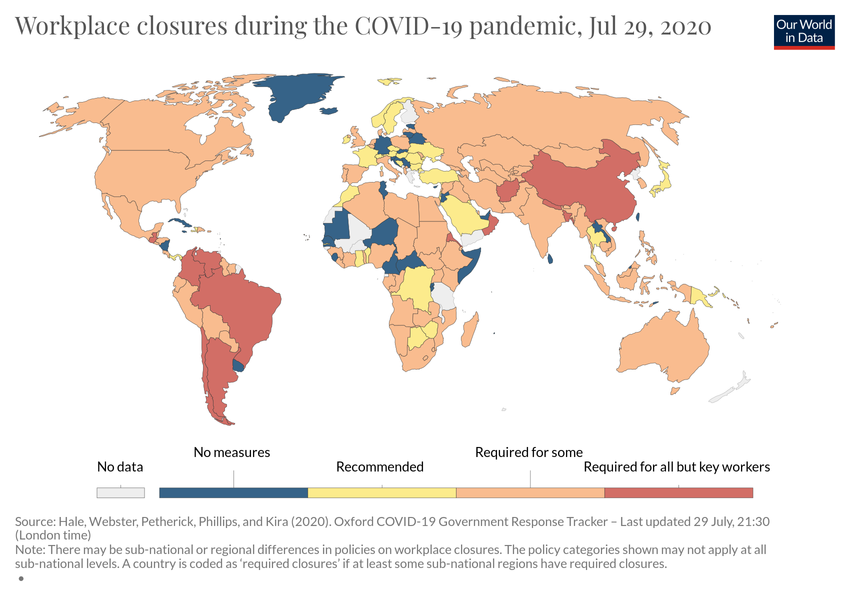 Workplace closures during the COVID-19 pandemic, Jul 29, 2020
Our World
in Data
No data
No measures
Recommended
Required for some
Required for all but key workers
Source: Hale, Webster, Petherick, Phillips, and Kira (2020). Oxford COVID-19 Government Response Tracker – Last updated 29 July, 21:30
(London time)
Note: There may be sub-national or regional differences in policies on workplace closures. The policy categories shown may not apply at all
sub-national levels. A country is coded as ‘required closures’ if at least some sub-national regions have required closures.
•